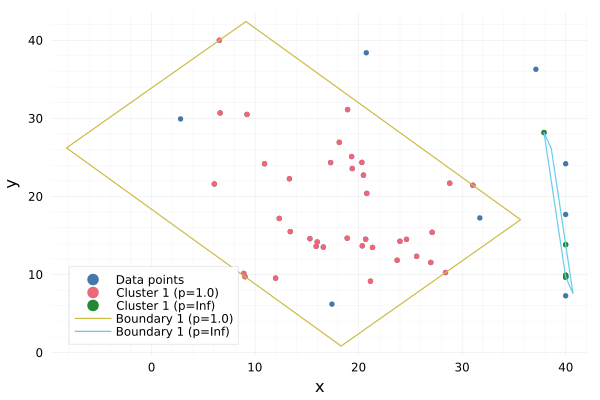 40
30
20
10
0
y
Data points
Cluster 1 (p=1.0)
Cluster 1 (p=Inf)
Boundary 1 (p=1.0)
Boundary 1 (p=Inf)
0 10 20 30 40
x